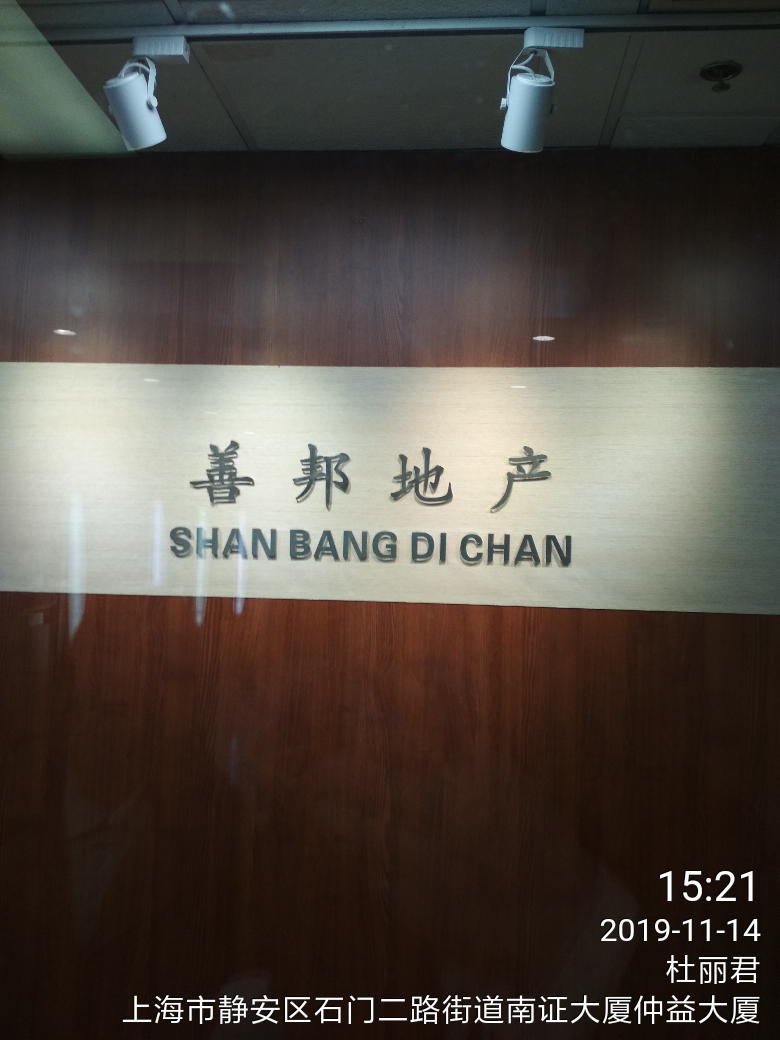 善邦地产
SHAN BANG DI CHAN
15:21
2019-11-14
杜丽君
上海市静安区石门二路街道南证大厦仲益大厦